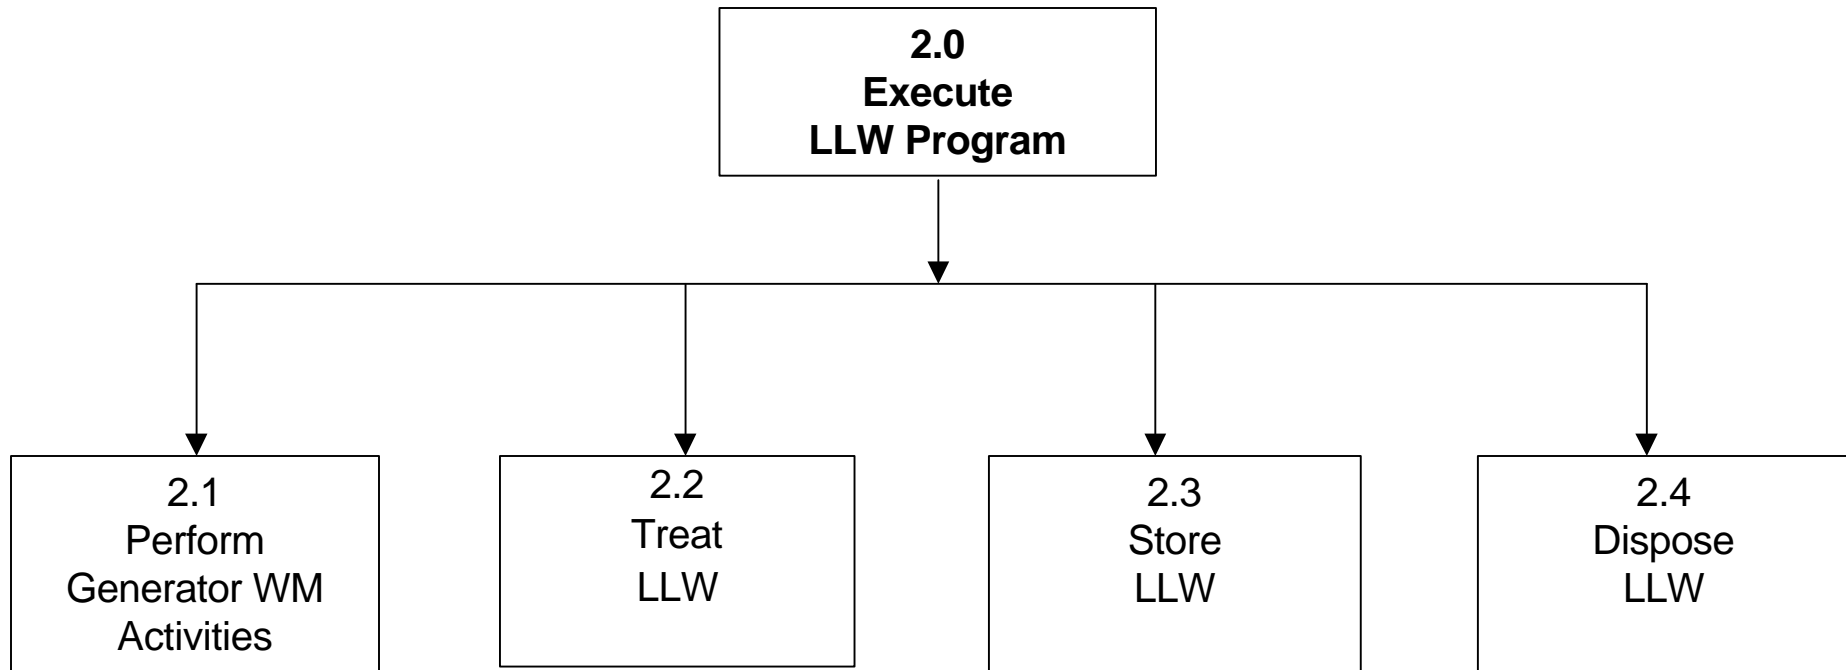 2.0
Execute
LLW Program
2.1
Perform
Generator WM
Activities
2.2
Treat
LLW
2.3
Store
LLW
2.4
Dispose
LLW